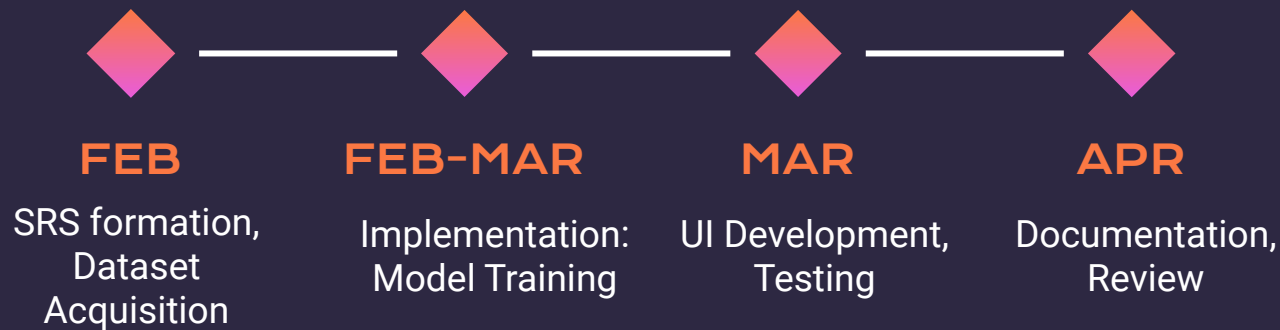 FEB
SRS formation,
Dataset
Acquisition
FEB-MAR
Implementation:
Model Training
MAR
UI Development,
Testing
APR
Documentation,
Review